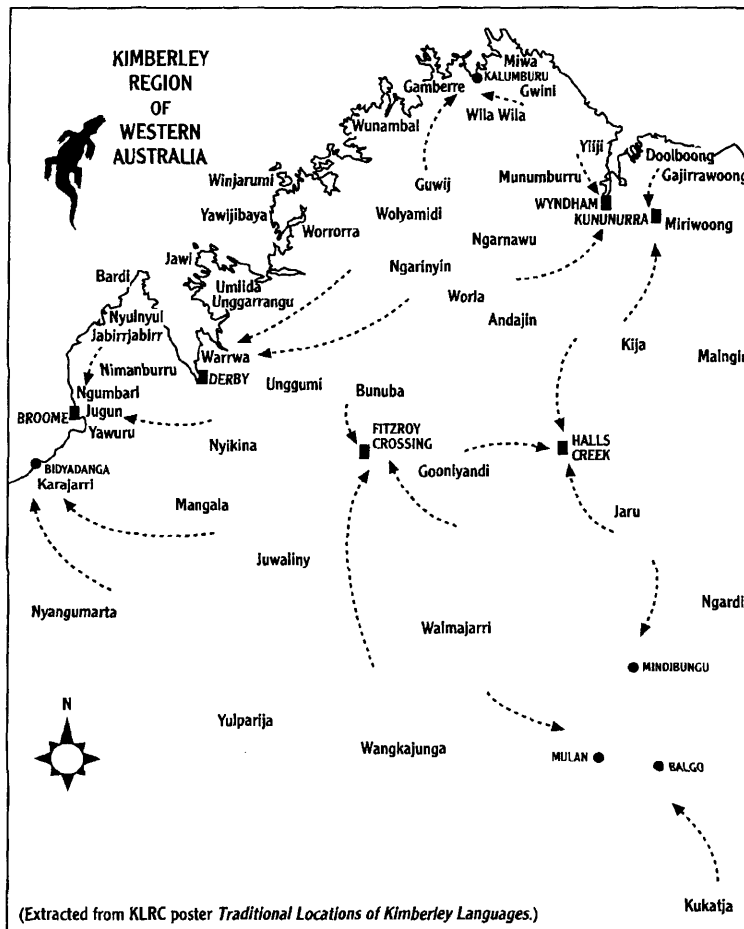 KIMBERLEY
REGION
OF
WESTERN
AUSTRALIA
Miwa
KALUMBURU
Gamberre
Gwini
Wila Wila
Wunambal
Yiiji
Doolboong
Gajirrawoong
Winjarumi
Guwij
Munumburru
WYNDHAM
KUNUNURRA
Miriwoong
Yawijibaya
Wolyamidi
Worrorra
Ngarnawu
Jawi
Ngarinyin
Bardi
Umiida
Unggarrangu
Worla
Andajin
Nyulnyul
Jabirrjabirr
Kija
Warrwa
Malngin
Nimanburru
DERBY
Unggumi
Bunuba
Ngumbarl
Jugun
BROOME
Yawuru
Nyikina
FITZROY
CROSSING
HALLS
CREEK
Gooniyandi
BIDYADANGA
Karajarri
Mangala
Jaru
Juwaliny
Nyangumarta
Ngardi
Walmajarri
MINDIBUNGU
N
Yulparija
Wangkajunga
MULAN
BALGO
Kukatja
(Extracted from KLRC poster Traditional Locations of Kimberley Languages.)